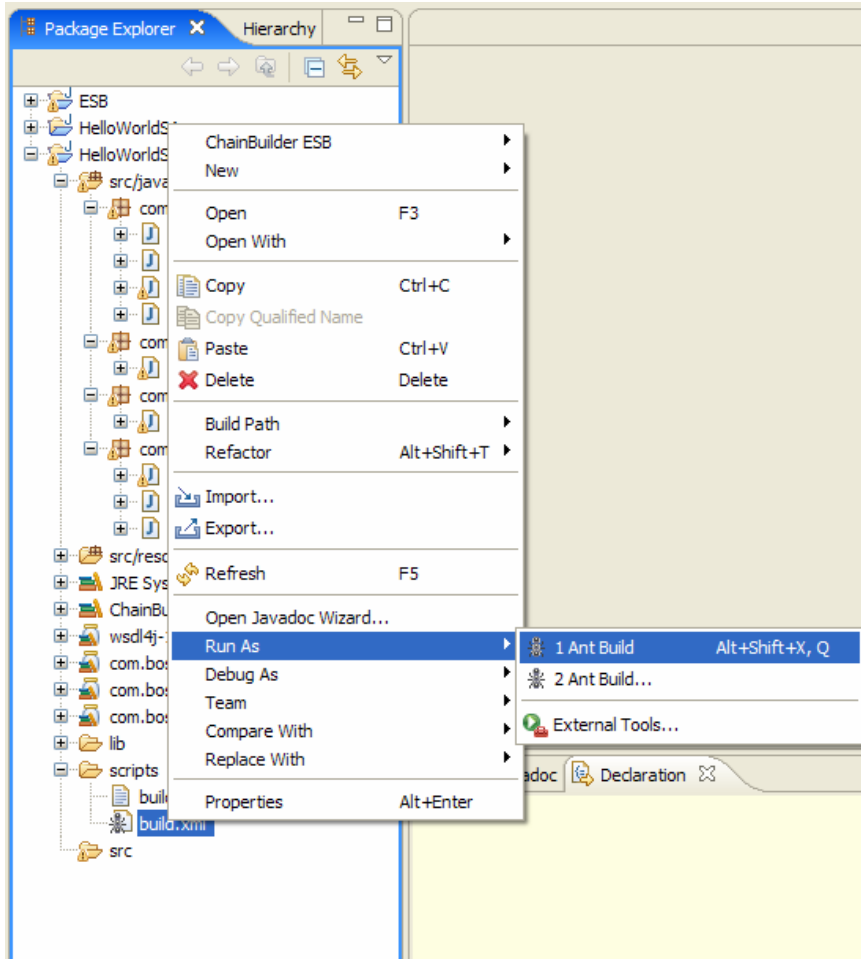 Package Explorer
Hierarchy
ESB
HelloWorldS
HelloWorldS
src/java
com
com
com
com
src/reso
JRE Sys
ChainBu
wsdl4j-
com.bos
com.bos
com.bos
lib
scripts
build
build.xml
src
ChainBuilder ESB
New
Open F3
Open With
Copy Ctrl+C
Copy Qualified Name
Paste Ctrl+V
Delete Delete
Build Path
Refactor Alt+Shift+T
Import...
Export...
Refresh F5
Open Javadoc Wizard...
Run As
Debug As
Team
Compare With
Replace With
Properties Alt+Enter
1 Ant Build Alt+Shift+X, Q
2 Ant Build...
External Tools...
adoc Declaration